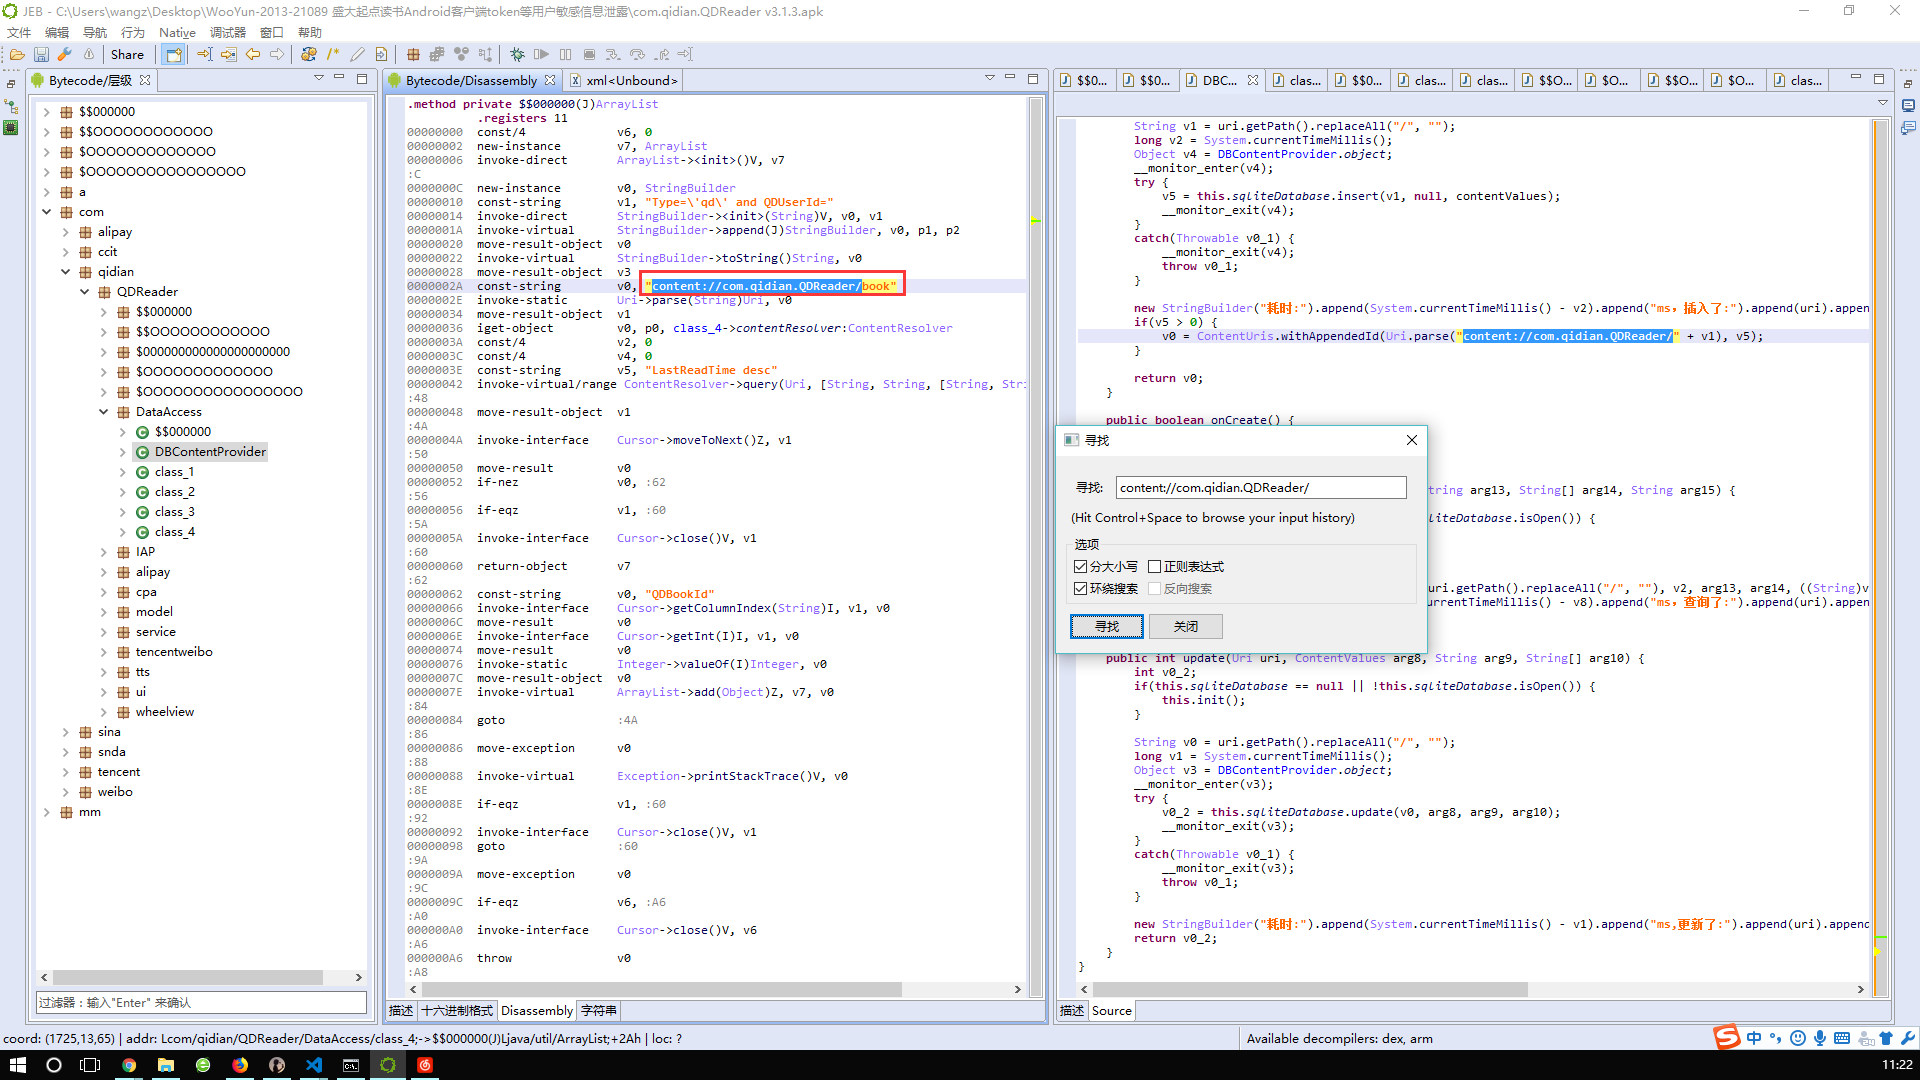 JEB - C:\Users\wangz\Desktop\WooYun-2013-21089 盛大起点读书Android客户端token等用户敏感信息泄露\com.qidian.QDReader v3.1.3.apk
文件 编辑 导航 行为 Native 调试器 窗口 帮助
Share
Bytecode/层级
$$000000
$$OOOOOOOOOOOO
$OOOOOOOOOOOOO
$OOOOOOOOOOOOOOOO
a
com
alipay
ccit
qidian
QDReader
$$000000
$$OOOOOOOOOOOO
$000000000000000000000
$OOOOOOOOOOOOO
$OOOOOOOOOOOOOOOO
DataAccess
$$000000
DBContentProvider
class_1
class_2
class_3
class_4
IAP
alipay
cpa
model
service
tencentweibo
tts
ui
wheelview
sina
snda
tencent
weibo
mm
过滤器：输入"Enter" 来确认
Bytecode/Disassembly xml<Unbound>
.method private $$000000(J)ArrayList
.registers 11
00000000 const/4 v6, 0
00000002 new-instance v7, ArrayList
00000006 invoke-direct ArrayList-><init>()V, v7
:C
0000000C new-instance v0, StringBuilder
00000010 const-string v1, "Type=\'qd\' and QDUserId="
00000014 invoke-direct StringBuilder-><init>(String)V, v0, v1
0000001A invoke-virtual StringBuilder->append(J)StringBuilder, v0, p1, p2
00000020 move-result-object v0
00000022 invoke-virtual StringBuilder->toString()String, v0
00000028 move-result-object v3
0000002A const-string v0, "content://com.qidian.QDReader/book"
0000002E invoke-static Uri->parse(String)Uri, v0
00000034 move-result-object v1
00000036 iget-object v0, p0, class_4->contentResolver:ContentResolver
0000003A const/4 v2, 0
0000003C const/4 v4, 0
0000003E const-string v5, "LastReadTime desc"
00000042 invoke-virtual/range ContentResolver->query(Uri, [String, String, [String, Str
:48
00000048 move-result-object v1
:4A
0000004A invoke-interface Cursor->moveToNext()Z, v1
:50
00000050 move-result v0
00000052 if-nez v0, :62
:56
00000056 if-eqz v1, :60
:5A
0000005A invoke-interface Cursor->close()V, v1
:60
00000060 return-object v7
:62
00000062 const-string v0, "QDBookId"
00000066 invoke-interface Cursor->getColumnIndex(String)I, v1, v0
0000006C move-result v0
0000006E invoke-interface Cursor->getInt(I)I, v1, v0
00000074 move-result v0
00000076 invoke-static Integer->valueOf(I)Integer, v0
0000007C move-result-object v0
0000007E invoke-virtual ArrayList->add(Object)Z, v7, v0
:84
00000084 goto :4A
:86
00000086 move-exception v0
:88
00000088 invoke-virtual Exception->printStackTrace()V, v0
:8E
0000008E if-eqz v1, :60
:92
00000092 invoke-interface Cursor->close()V, v1
00000098 goto :60
:9A
0000009A move-exception v0
:9C
0000009C if-eqz v6, :A6
:A0
000000A0 invoke-interface Cursor->close()V, v6
:A6
000000A6 throw v0
:A8
描述 十六进制格式 Disassembly 字符串
$$0... $$0... DBC... clas... $$0... clas... clas... $$O... $O... $$O... $O... clas...
String v1 = uri.getPath().replaceAll("/", "");
long v2 = System.currentTimeMillis();
Object v4 = DBContentProvider.object;
__monitor_enter(v4);
try {
v5 = this.sqliteDatabase.insert(v1, null, contentValues);
__monitor_exit(v4);
}
catch(Throwable v0_1) {
__monitor_exit(v4);
throw v0_1;
}
new StringBuilder("耗时:").append(System.currentTimeMillis() - v2).append("ms，插入了:").append(uri).appen
if(v5 > 0) {
v0 = ContentUris.withAppendedId(Uri.parse("content://com.qidian.QDReader/" + v1), v5);
}
return v0;
}
public boolean onCreate() {
tring arg13, String[] arg14, String arg15) {
liteDatabase.isOpen()) {
uri.getPath().replaceAll("/", ""), v2, arg13, arg14, ((String)v
urrentTimeMillis() - v8).append("ms，查询了:").append(uri).appen
public int update(Uri uri, ContentValues arg8, String arg9, String[] arg10) {
int v0_2;
if(this.sqliteDatabase == null || !this.sqliteDatabase.isOpen()) {
this.init();
}
String v0 = uri.getPath().replaceAll("/", "");
long v1 = System.currentTimeMillis();
Object v3 = DBContentProvider.object;
__monitor_enter(v3);
try {
v0_2 = this.sqliteDatabase.update(v0, arg8, arg9, arg10);
__monitor_exit(v3);
}
catch(Throwable v0_1) {
__monitor_exit(v3);
throw v0_1;
}
new StringBuilder("耗时:").append(System.currentTimeMillis() - v1).append("ms,更新了:").append(uri).append
return v0_2;
}
}
描述 Source
寻找
寻找: content://com.qidian.QDReader/
(Hit Control+Space to browse your input history)
选项
分大小写 正则表达式
环绕搜索 反向搜索
寻找 关闭
coord: (1725,13,65) | addr: Lcom/qidian/QDReader/DataAccess/class_4;->$$000000(J)Ljava/util/ArrayList;+2Ah | loc: ?
Available decompilers: dex, arm
中
11:22